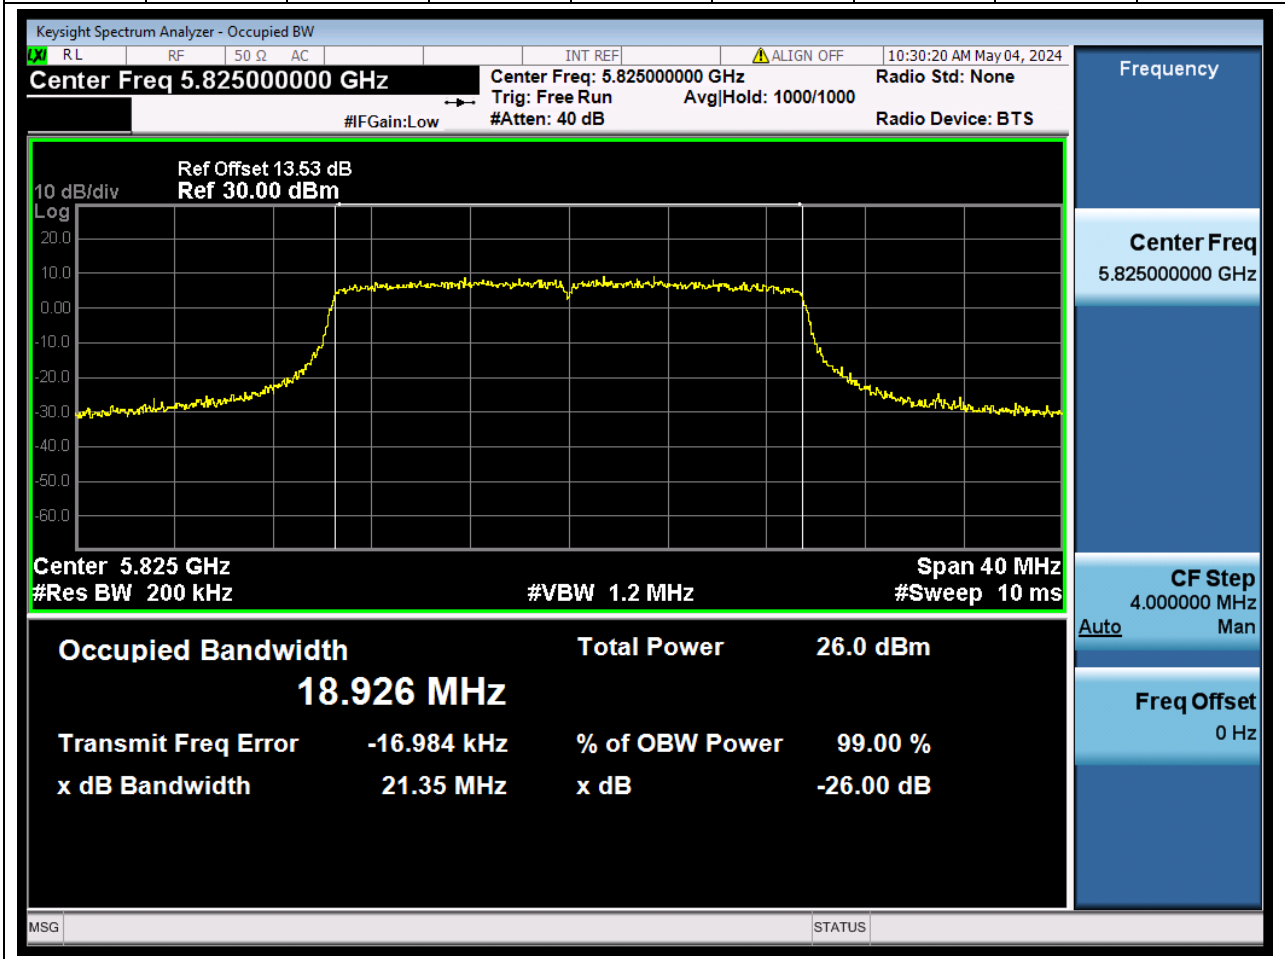 Keysight Spectrum Analyzer - Occupied BW
LXI RL RF 50 Ω AC INT REF ALIGN OFF 10:30:20 AM May 04, 2024
Center Freq 5.825000000 GHz
Center Freq: 5.825000000 GHz
Radio Std: None
Trig: Free Run Avg|Hold: 1000/1000
#IFGain:Low
#Atten: 40 dB
Radio Device: BTS
Ref Offset 13.53 dB
10 dB/div Ref 30.00 dBm
Log
20.0
10.0
0.00
-10.0
-20.0
-30.0
-40.0
-50.0
-60.0
Center 5.825 GHz Span 40 MHz
#Res BW 200 kHz #VBW 1.2 MHz #Sweep 10 ms
Occupied Bandwidth Total Power 26.0 dBm
18.926 MHz
Transmit Freq Error -16.984 kHz % of OBW Power 99.00 %
x dB Bandwidth 21.35 MHz x dB -26.00 dB
Frequency
Center Freq
5.825000000 GHz
CF Step
4.000000 MHz
Auto Man
Freq Offset
0 Hz
MSG STATUS